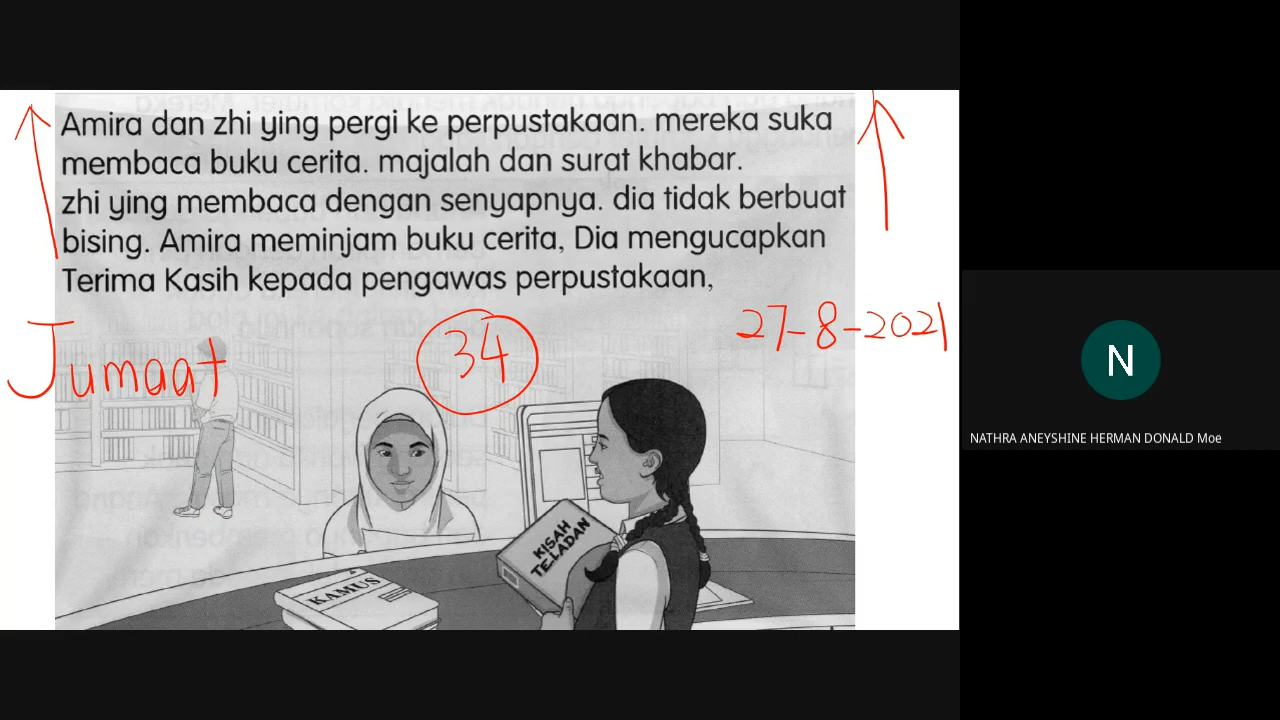 Amira dan zhi ying pergi ke perpustakaan. mereka suka
membaca buku cerita. majalah dan surat khabar.
zhi ying membaca dengan senyapnya. dia tidak berbuat
bising. Amira meminjam buku cerita, Dia mengucapkan
Terima Kasih kepada pengawas perpustakaan,
Jumaat
34
27-8-2021
KISAH
TELADAN
KAMUS
N
NATHRA ANEYSHINE HERMAN DONALD Moe